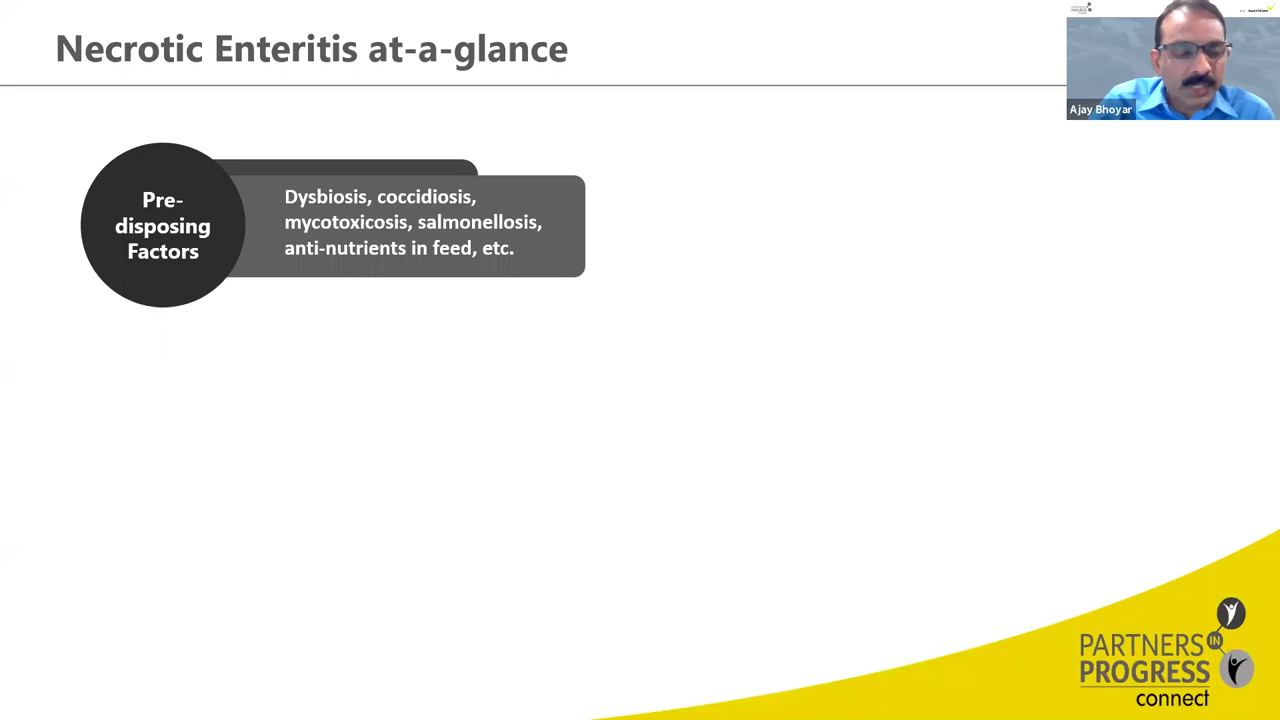 Necrotic Enteritis at-a-glance
Ajay Bhoyar
Pre-
disposing
Factors
Dysbiosis, coccidiosis,
mycotoxicosis, salmonellosis,
anti-nutrients in feed, etc.
PARTNERS
IN
PROGRESS
connect